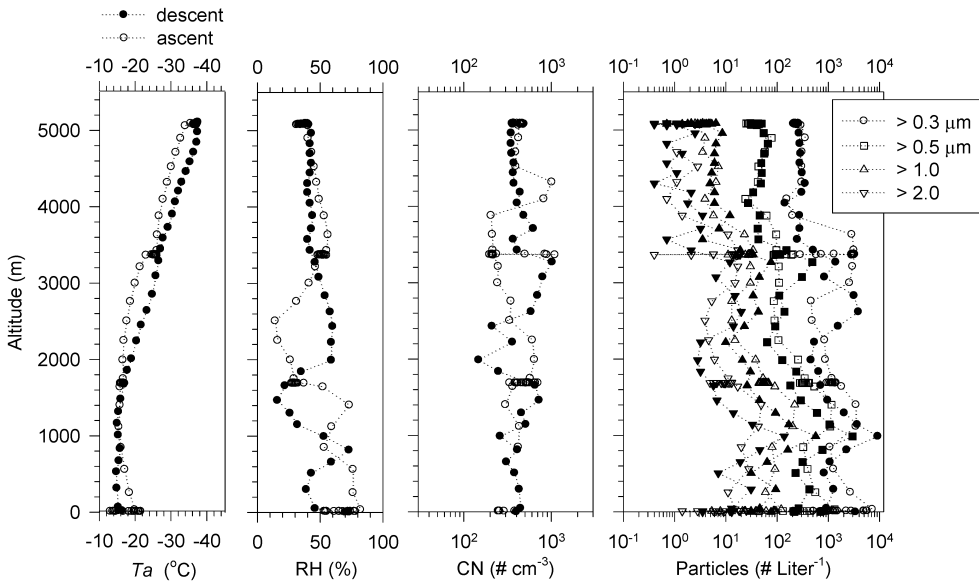 descent
ascent
-10 -20 -30 -40
0 50 100
10² 10³
10⁻¹ 10⁰ 10¹ 10² 10³ 10⁴
> 0.3 μm
> 0.5 μm
> 1.0
> 2.0
Altitude (m)
5000
4000
3000
2000
1000
0
-10 -20 -30 -40
0 50 100
10² 10³
10⁻¹ 10⁰ 10¹ 10² 10³ 10⁴
Ta (°C)
RH (%)
CN (# cm⁻³)
Particles (# Liter⁻¹)